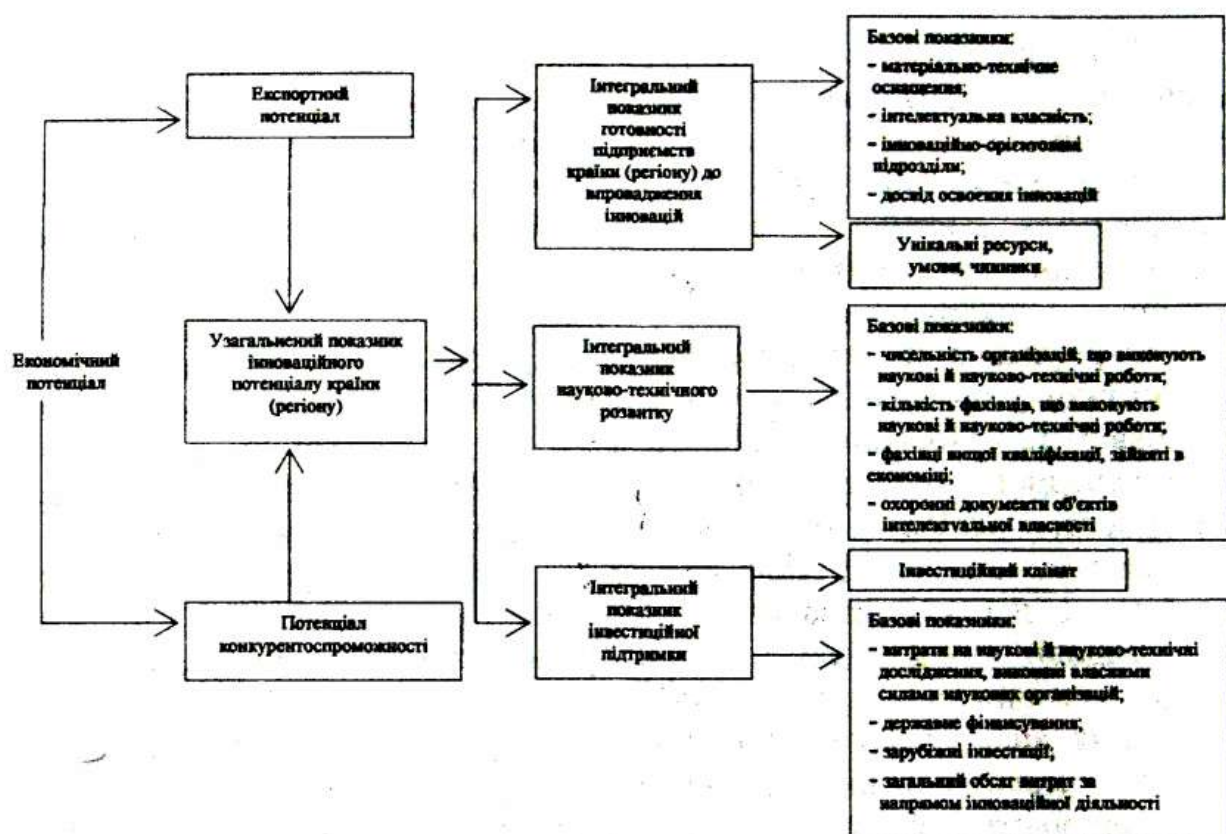 Економічний
потенціал
Експортний
потенціал
Узагальнений показник
інноваційного
потенціалу країни
(регіону)
Потенціал
конкурентоспроможності
Інтегральний
показник
готовності
підприємств
країни (регіону) до
впровадження
інновацій
Базові показники:
- матеріально-технічне
оснащення;
- інтелектуальна власність;
- інноваційно-орієнтовані
підрозділи;
- досвід освоєння інновацій
Унікальні ресурси,
умови, чинники
Інтегральний
показник
науково-технічного
розвитку
Базові показники:
- чисельність організацій, що виконують
наукові й науково-технічні роботи;
- кількість фахівців, що виконують
наукові й науково-технічні роботи;
- фахівці вищої кваліфікації, зайняті в
економіці;
- охоронні документи об'єктів
інтелектуальної власності
Інтегральний
показник
інвестиційної
підтримки
Інвестиційний клімат
Базові показники:
- витрати на наукові й науково-технічні
дослідження, виконані власними
силами наукових організацій;
- державне фінансування;
- зарубіжні інвестиції;
- загальний обсяг витрат за
напрямом інноваційної діяльності